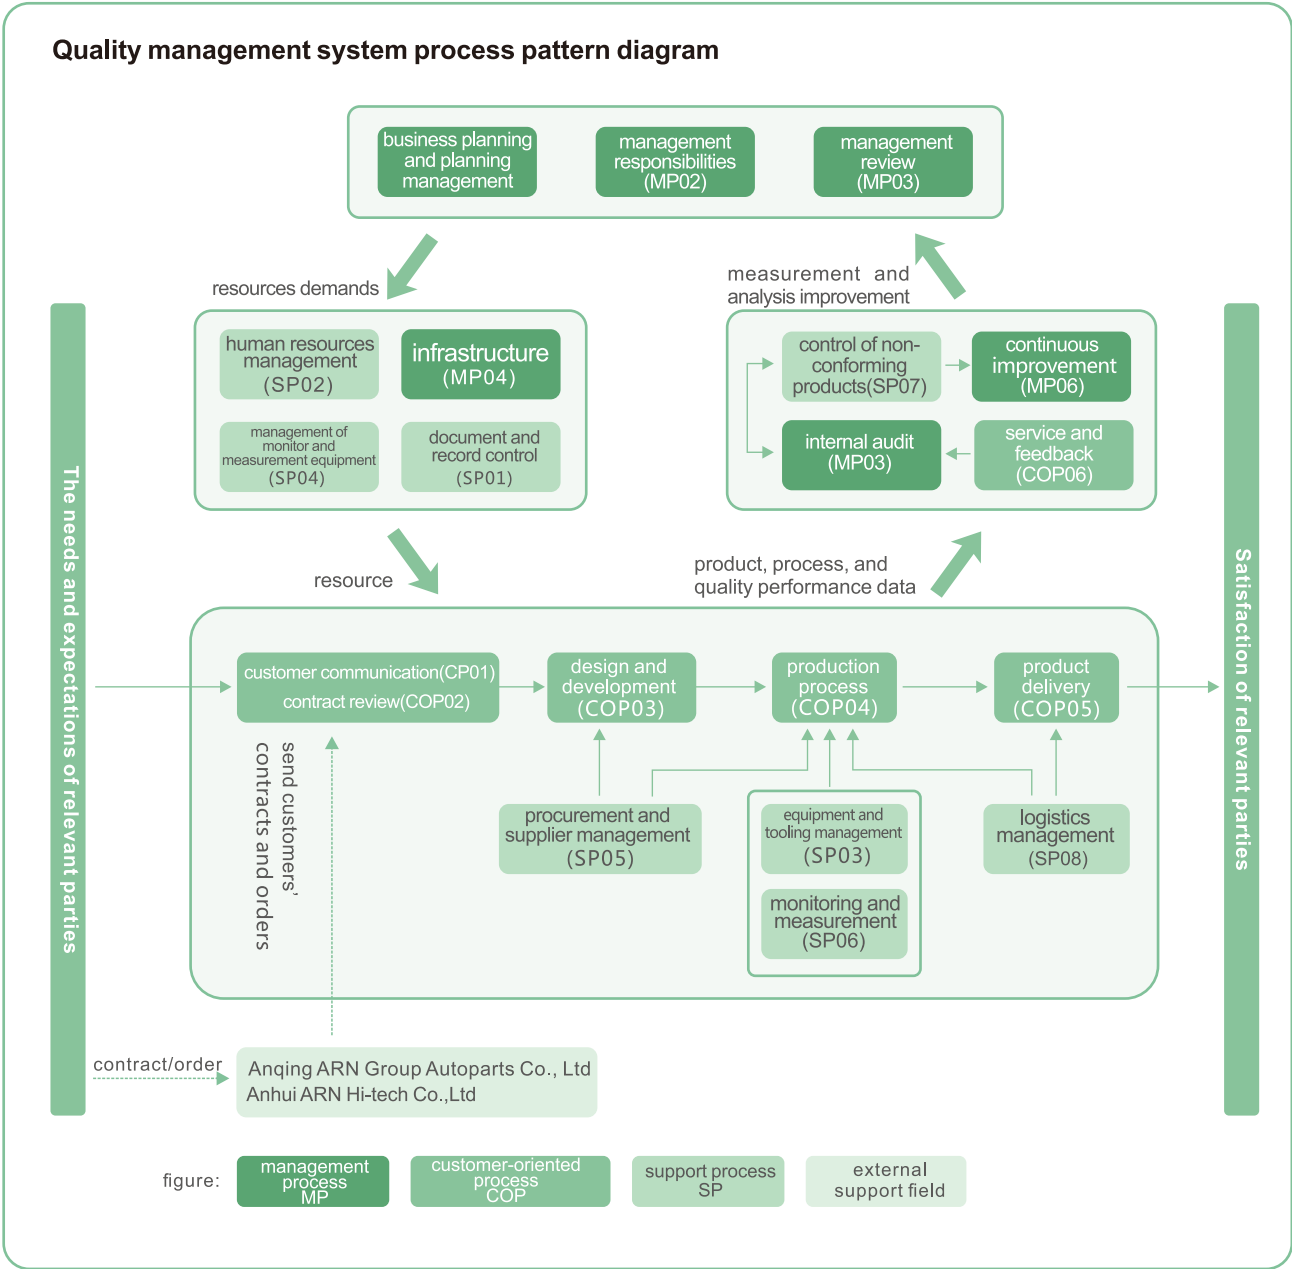 Quality management system process pattern diagram
business planning
and planning
management
management
responsibilities
(MP02)
management
review
(MP03)
resources demands
measurement and
analysis improvement
human resources
management
(SP02)
infrastructure
(MP04)
management of
monitor and
measurement equipment
(SP04)
document and
record control
(SP01)
control of non-
conforming
products(SP07)
continuous
improvement
(MP06)
internal audit
(MP03)
service and
feedback
(COP06)
The needs and expectations of relevant parties
Satisfaction of relevant parties
resource
product, process, and
quality performance data
customer communication(CP01)
contract review(COP02)
design and
development
(COP03)
production
process
(COP04)
product
delivery
(COP05)
send customers'
contracts and orders
procurement and
supplier management
(SP05)
equipment and
tooling management
(SP03)
monitoring and
measurement
(SP06)
logistics
management
(SP08)
contract/order
Anqing ARN Group Autoparts Co., Ltd
Anhui ARN Hi-tech Co.,Ltd
figure:
management
process
MP
customer-oriented
process
COP
support process
SP
external
support field